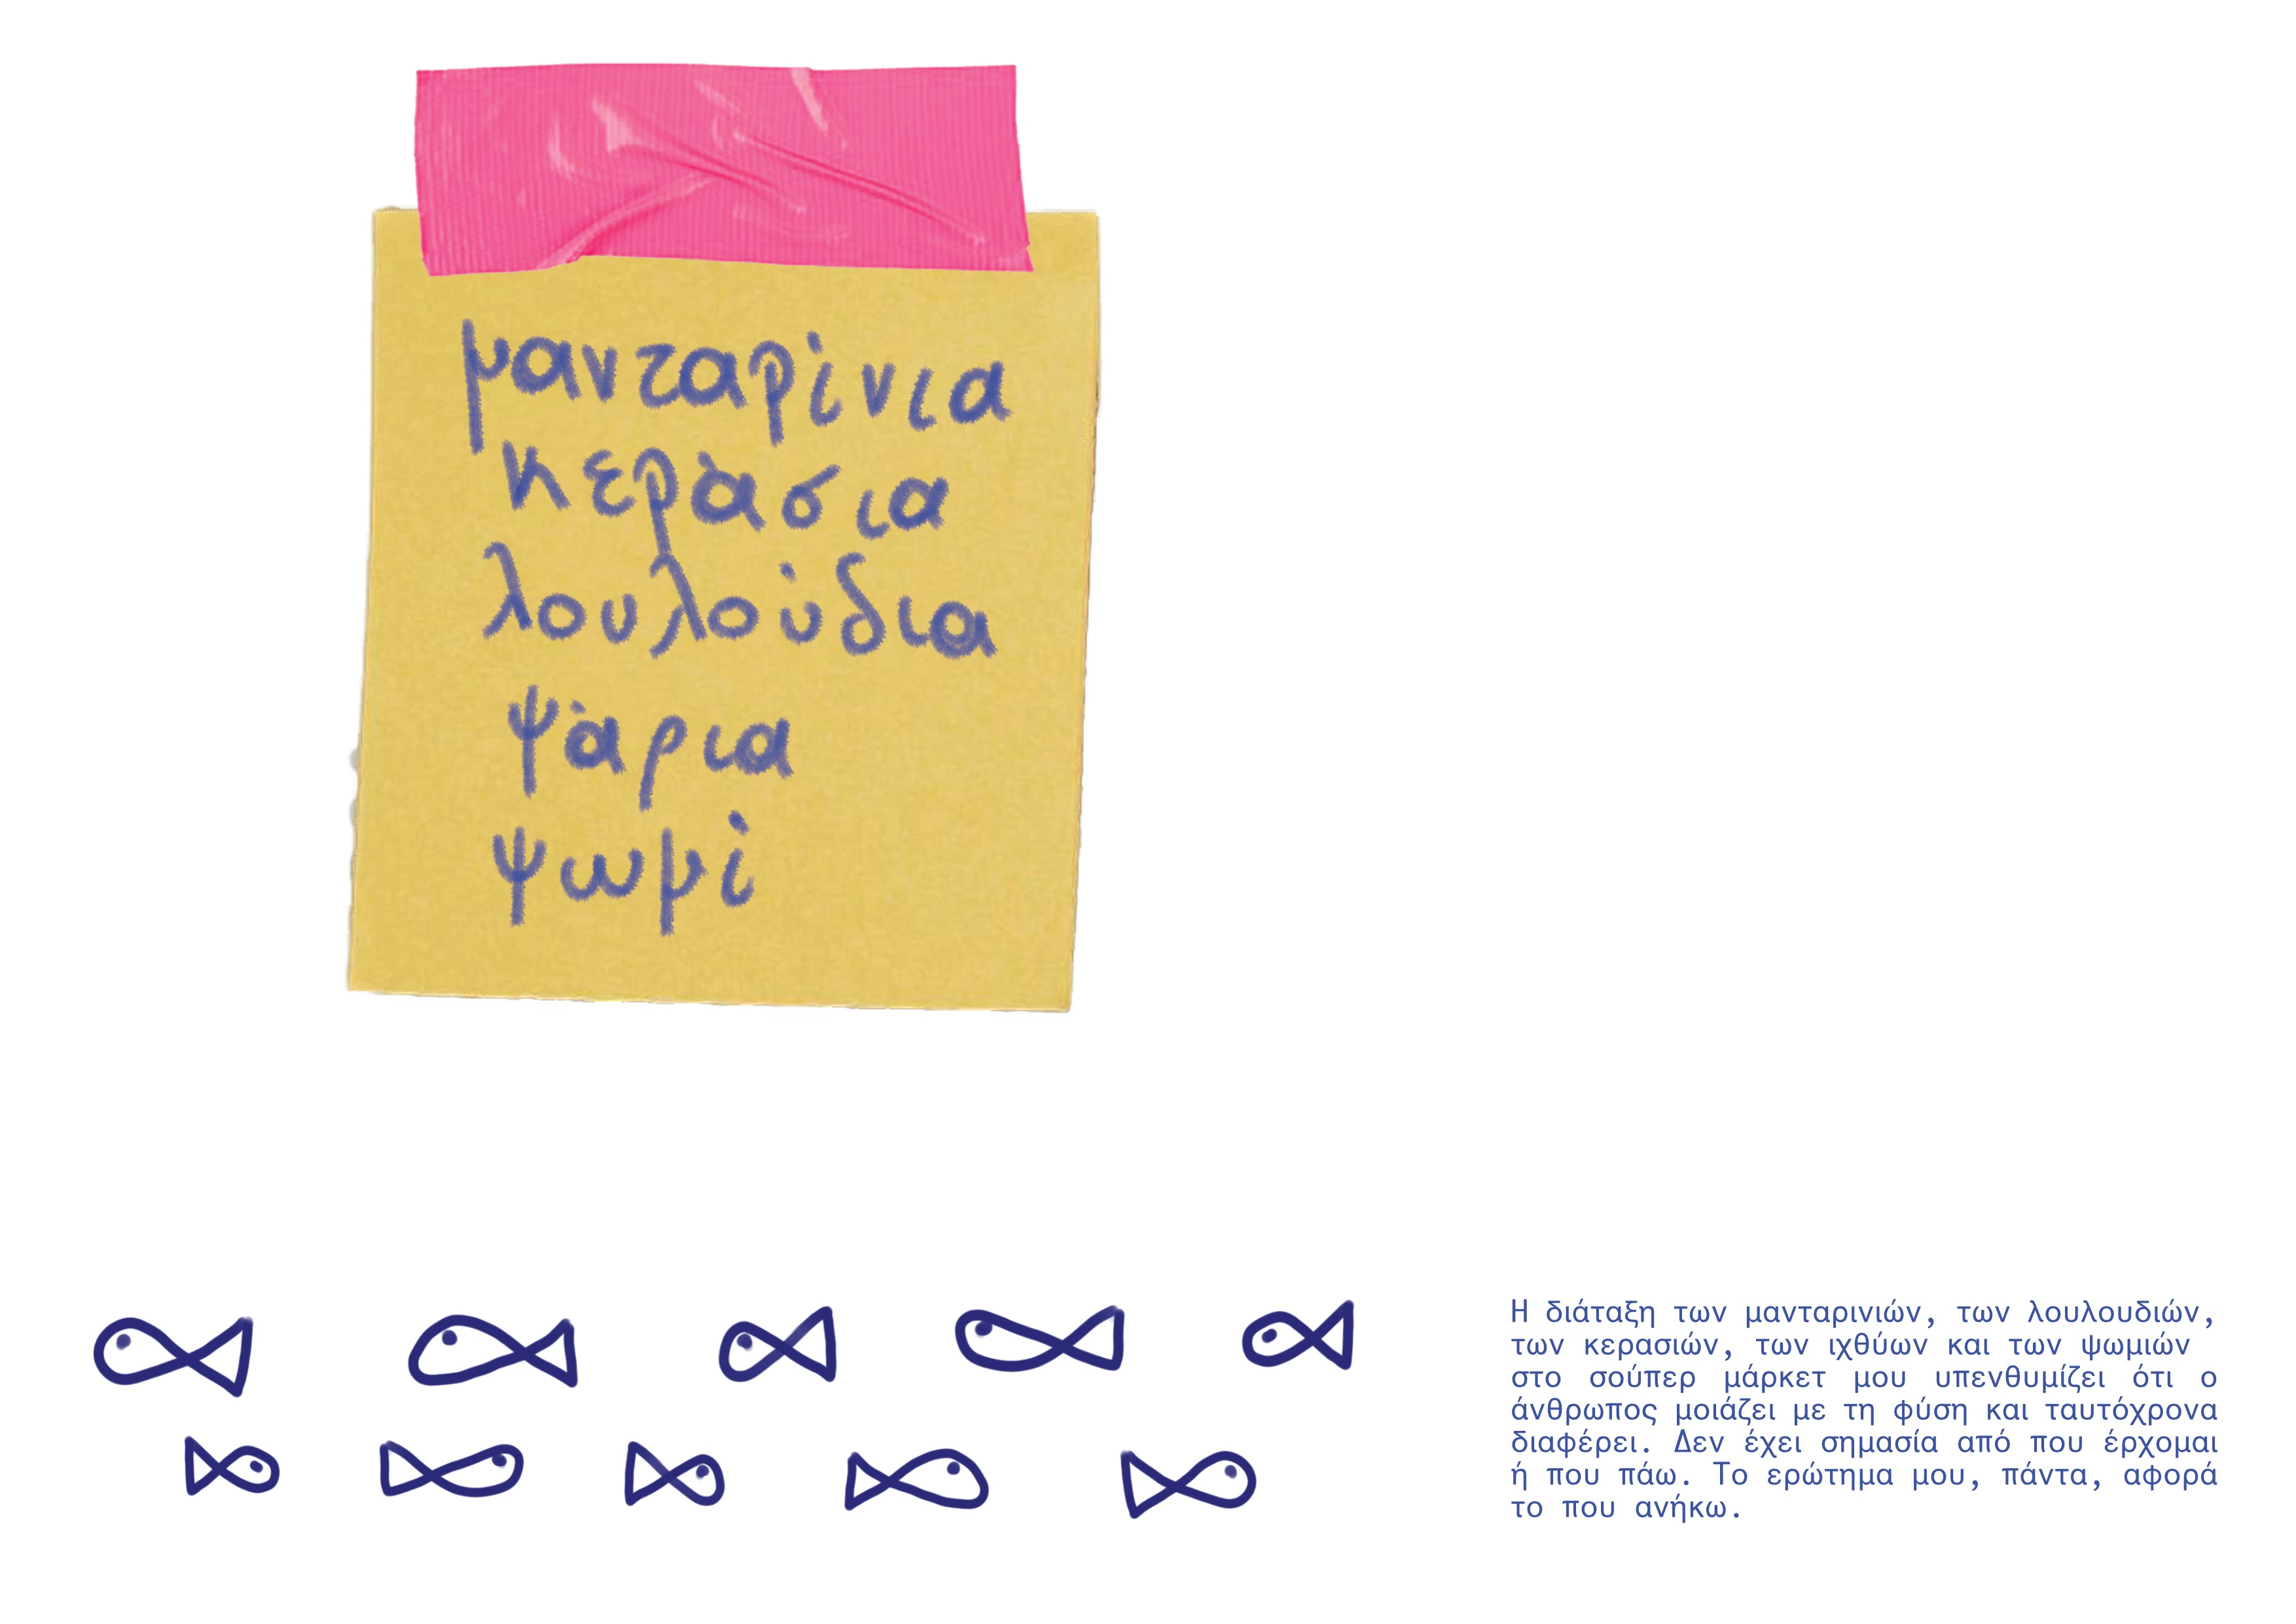 μανταρίνια
κεράσια
λουλούδια
ψάρια
ψωμί
Η διάταξη των μανταρινιών, των λουλουδιών,
των κερασιών, των ιχθύων και των ψωμιών
στο σούπερ μάρκετ μου υπενθυμίζει ότι ο
άνθρωπος μοιάζει με τη φύση και ταυτόχρονα
διαφέρει. Δεν έχει σημασία από που έρχομαι
ή που πάω. Το ερώτημα μου, πάντα, αφορά
το που ανήκω.